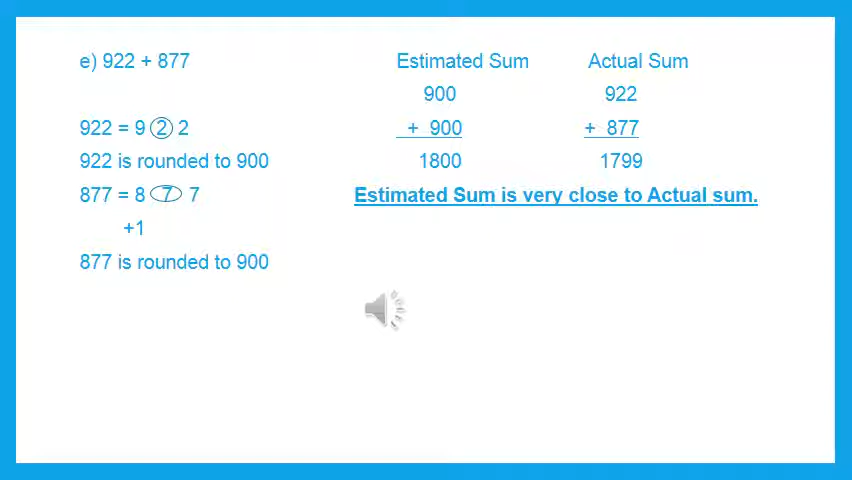 e) 922 + 877
922 = 9 2 2
922 is rounded to 900
877 = 8 7 7
+1
877 is rounded to 900
Estimated Sum
900
+ 900
1800
Actual Sum
922
+ 877
1799
Estimated Sum is very close to Actual sum.